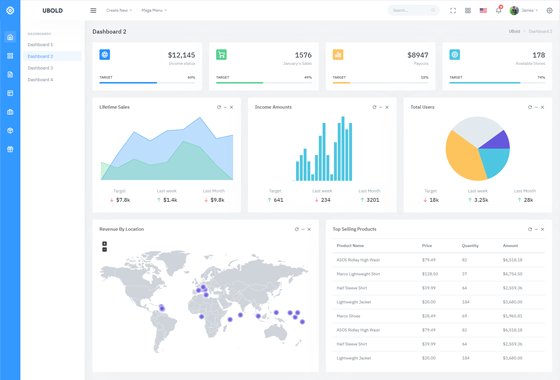 UBOLD
Create New
Mega Menu
Search...
James
DASHBOARDS
Dashboard 1
Dashboard 2
Dashboard 3
Dashboard 4
Dashboard 2
UBold / Dashboard 2
$12,145
Income status
TARGET 60%
1576
January's Sales
TARGET 49%
$8947
Payouts
TARGET
178
Available Stores
TARGET 74%
Lifetime Sales
Target Last week Last Month
$7.8k $1.4k $9.8k
Income Amounts
Target Last week Last Month
641 234 3201
Total Users
Target Last week Last Month
18k 3.25k 28k
Revenue By Location
+
−
Top Selling Products
Product Name Price Quantity Amount
ASOS Ridley High Waist $79.49 82 $6,518.18
Marco Lightweight Shirt $128.50 37 $4,754.50
Half Sleeve Shirt $39.99 64 $2,559.36
Lightweight Jacket $20.00 184 $3,680.00
Marco Shoes $28.49 69 $1,965.81
ASOS Ridley High Waist $79.49 82 $6,518.18
Half Sleeve Shirt $39.99 64 $2,559.36
Lightweight Jacket $20.00 184 $3,680.00